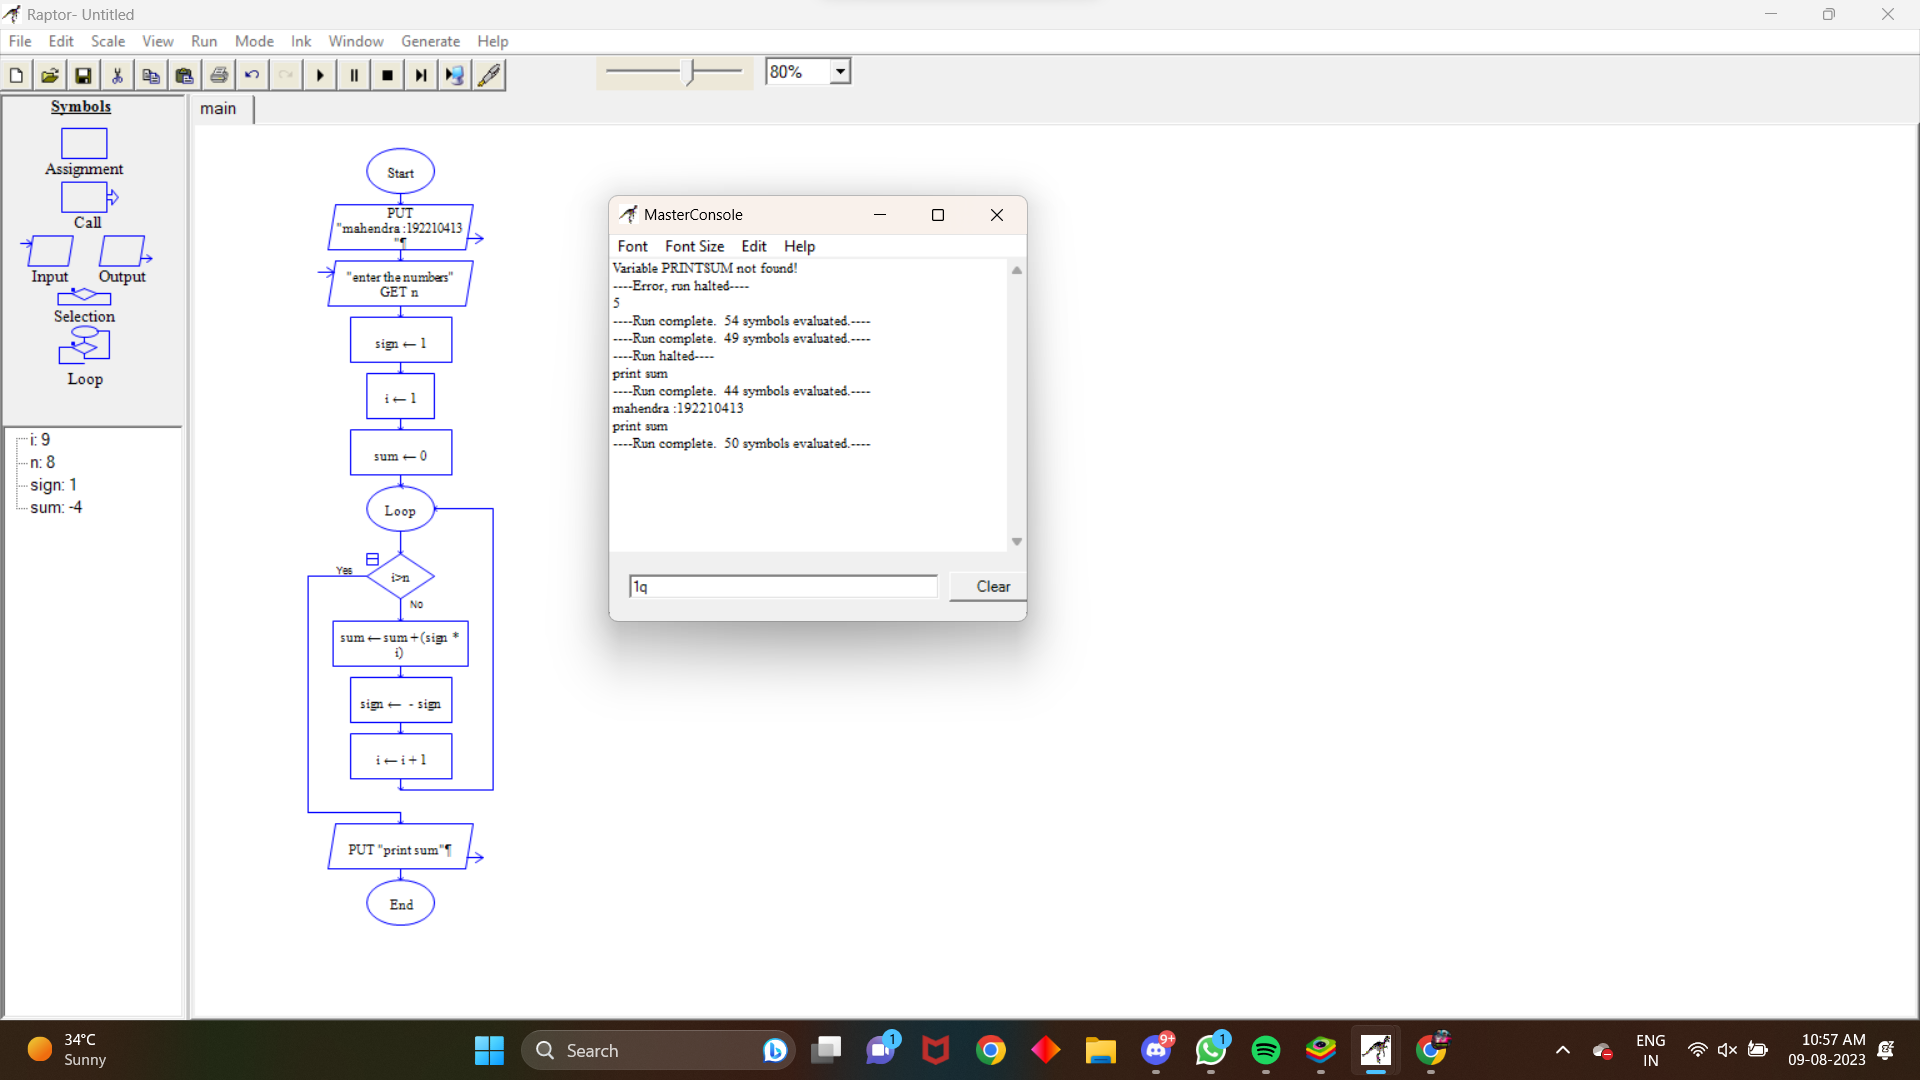 Raptor- Untitled
File Edit Scale View Run Mode Ink Window Generate Help
80%
Symbols
Assignment
Call
Input Output
Selection
Loop
i: 9
n: 8
sign: 1
sum: -4
main
Start
PUT
"mahendra :192210413
"¶
"enter the numbers"
GET n
sign ← 1
i ← 1
sum ← 0
Loop
Yes
i>n
No
sum ← sum + (sign *
i)
sign ← - sign
i ← i + 1
PUT "print sum"¶
End
MasterConsole
Font Font Size Edit Help
Variable PRINTSUM not found!
----Error, run halted----
5
----Run complete. 54 symbols evaluated.----
----Run complete. 49 symbols evaluated.----
----Run halted----
print sum
----Run complete. 44 symbols evaluated.----
mahendra :192210413
print sum
----Run complete. 50 symbols evaluated.----
1q
Clear
34°C
Sunny
Search
1
9+
1
ENG
IN
10:57 AM
09-08-2023